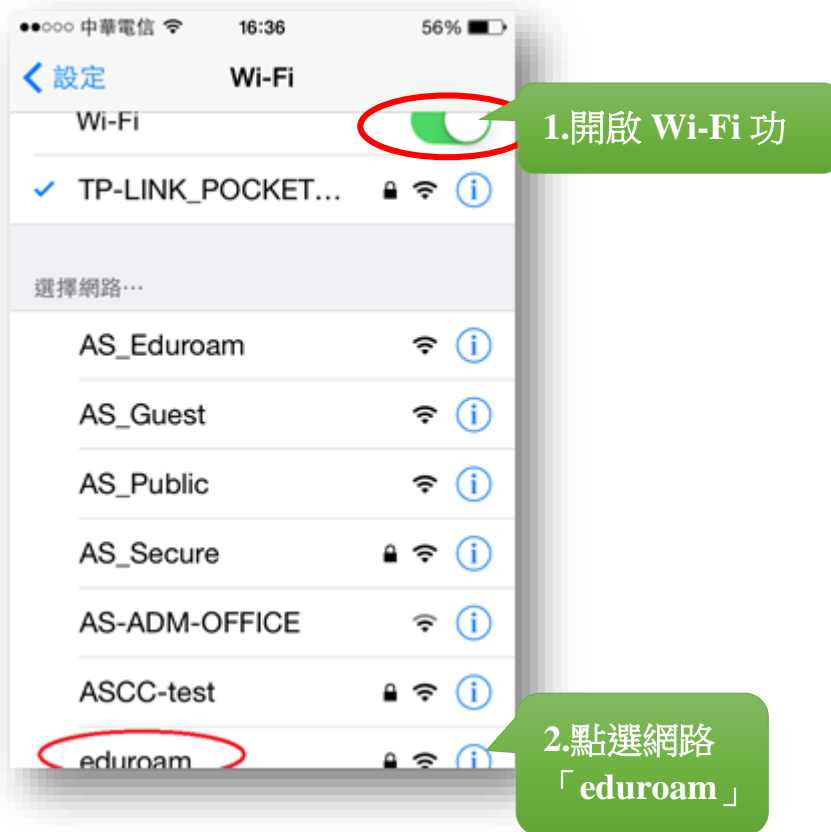 中華電信 16:36 56%
設定 Wi-Fi
Wi-Fi
1.開啟 Wi-Fi 功
TP-LINK_POCKET...
選擇網路…
AS_Eduroam
AS_Guest
AS_Public
AS_Secure
AS-ADM-OFFICE
ASCC-test
eduroam
2.點選網路
「eduroam」